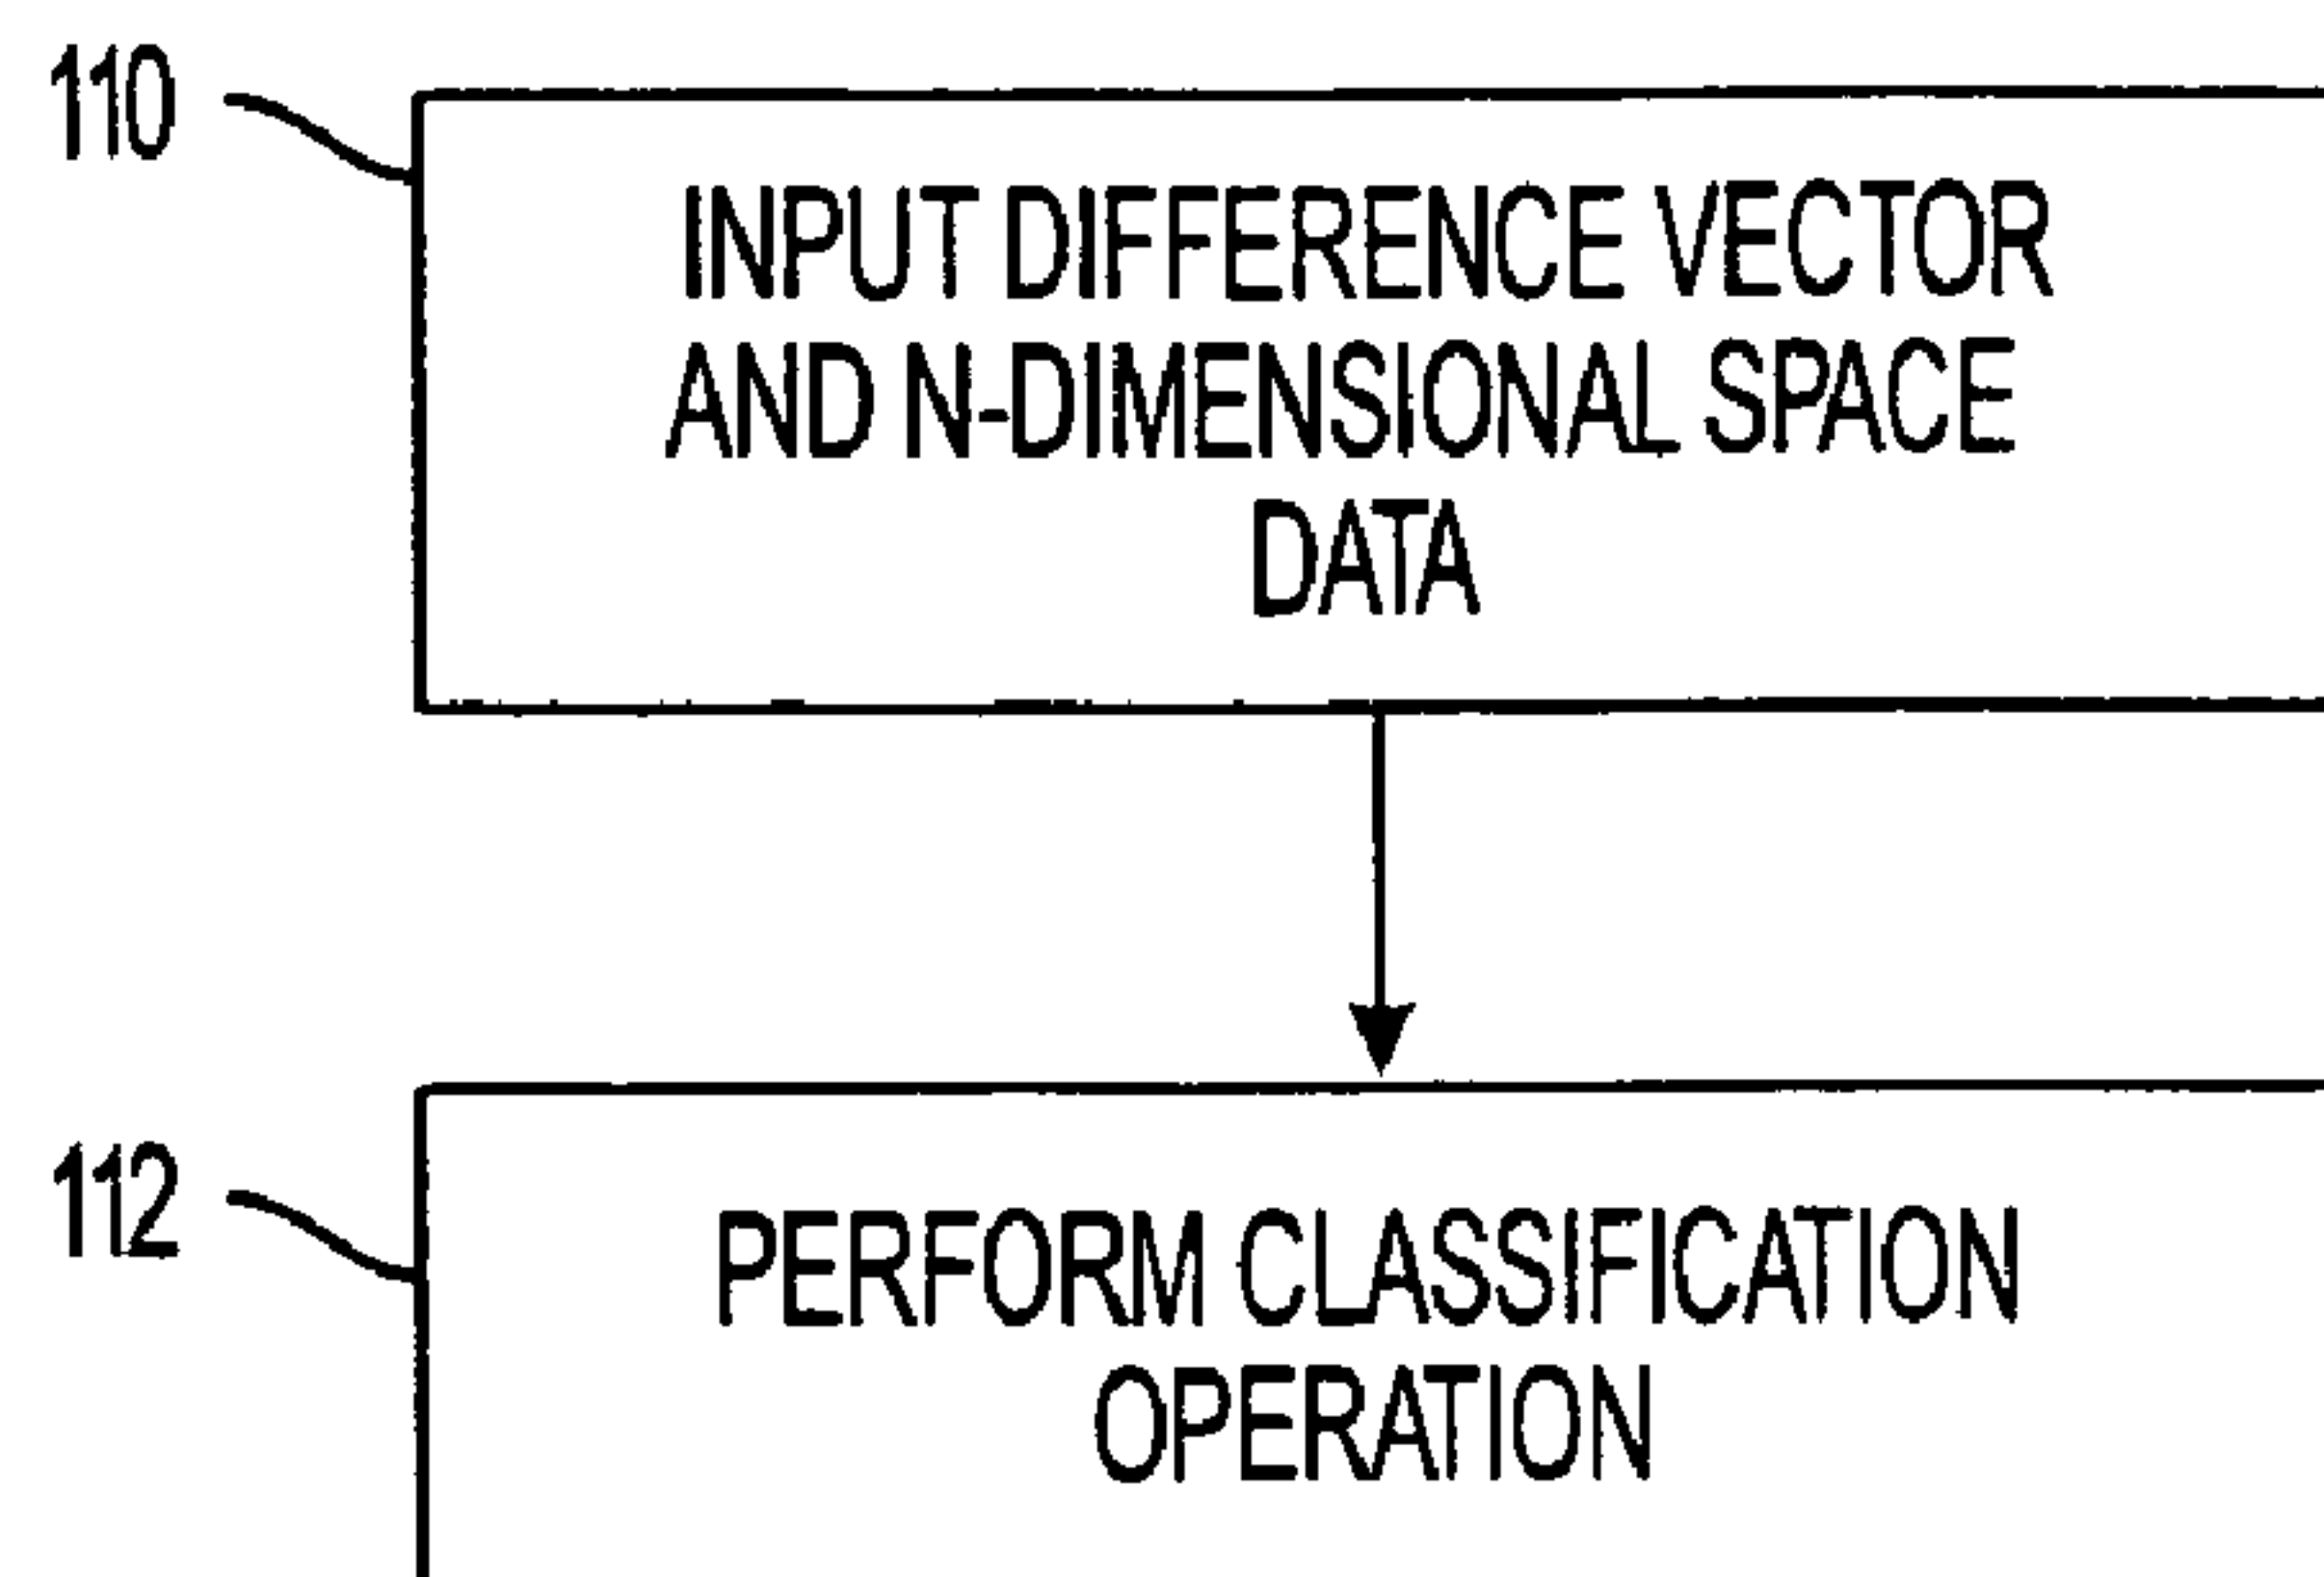 110
INPUT DIFFERENCE VECTOR
AND N-DIMENSIONAL SPACE
DATA
112
PERFORM CLASSIFICATION
OPERATION